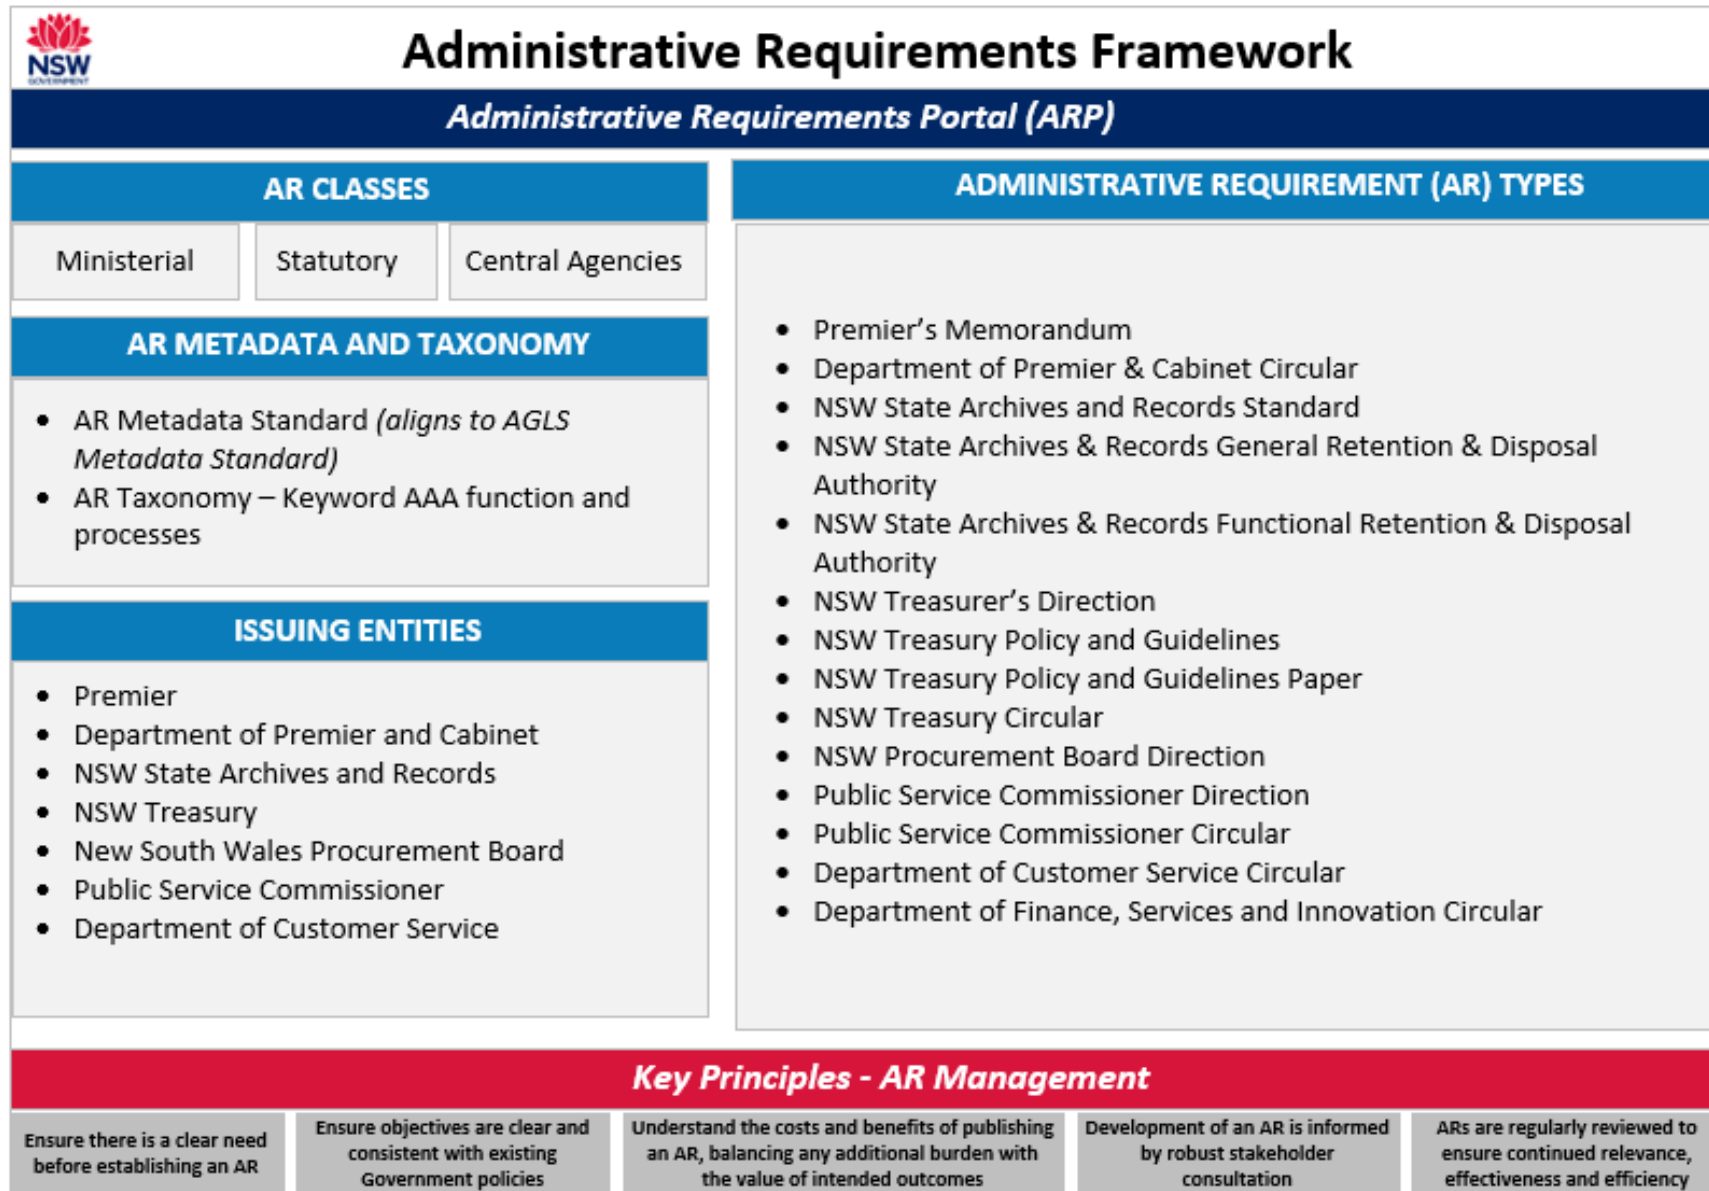 NSW
GOVERNMENT
Administrative Requirements Framework
Administrative Requirements Portal (ARP)
AR CLASSES
Ministerial
Statutory
Central Agencies
AR METADATA AND TAXONOMY
• AR Metadata Standard (aligns to AGLS
Metadata Standard)
• AR Taxonomy – Keyword AAA function and
processes
ISSUING ENTITIES
• Premier
• Department of Premier and Cabinet
• NSW State Archives and Records
• NSW Treasury
• New South Wales Procurement Board
• Public Service Commissioner
• Department of Customer Service
ADMINISTRATIVE REQUIREMENT (AR) TYPES
• Premier’s Memorandum
• Department of Premier & Cabinet Circular
• NSW State Archives and Records Standard
• NSW State Archives & Records General Retention & Disposal
Authority
• NSW State Archives & Records Functional Retention & Disposal
Authority
• NSW Treasurer’s Direction
• NSW Treasury Policy and Guidelines
• NSW Treasury Policy and Guidelines Paper
• NSW Treasury Circular
• NSW Procurement Board Direction
• Public Service Commissioner Direction
• Public Service Commissioner Circular
• Department of Customer Service Circular
• Department of Finance, Services and Innovation Circular
Key Principles - AR Management
Ensure there is a clear need
before establishing an AR
Ensure objectives are clear and
consistent with existing
Government policies
Understand the costs and benefits of publishing
an AR, balancing any additional burden with
the value of intended outcomes
Development of an AR is informed
by robust stakeholder
consultation
ARs are regularly reviewed to
ensure continued relevance,
effectiveness and efficiency